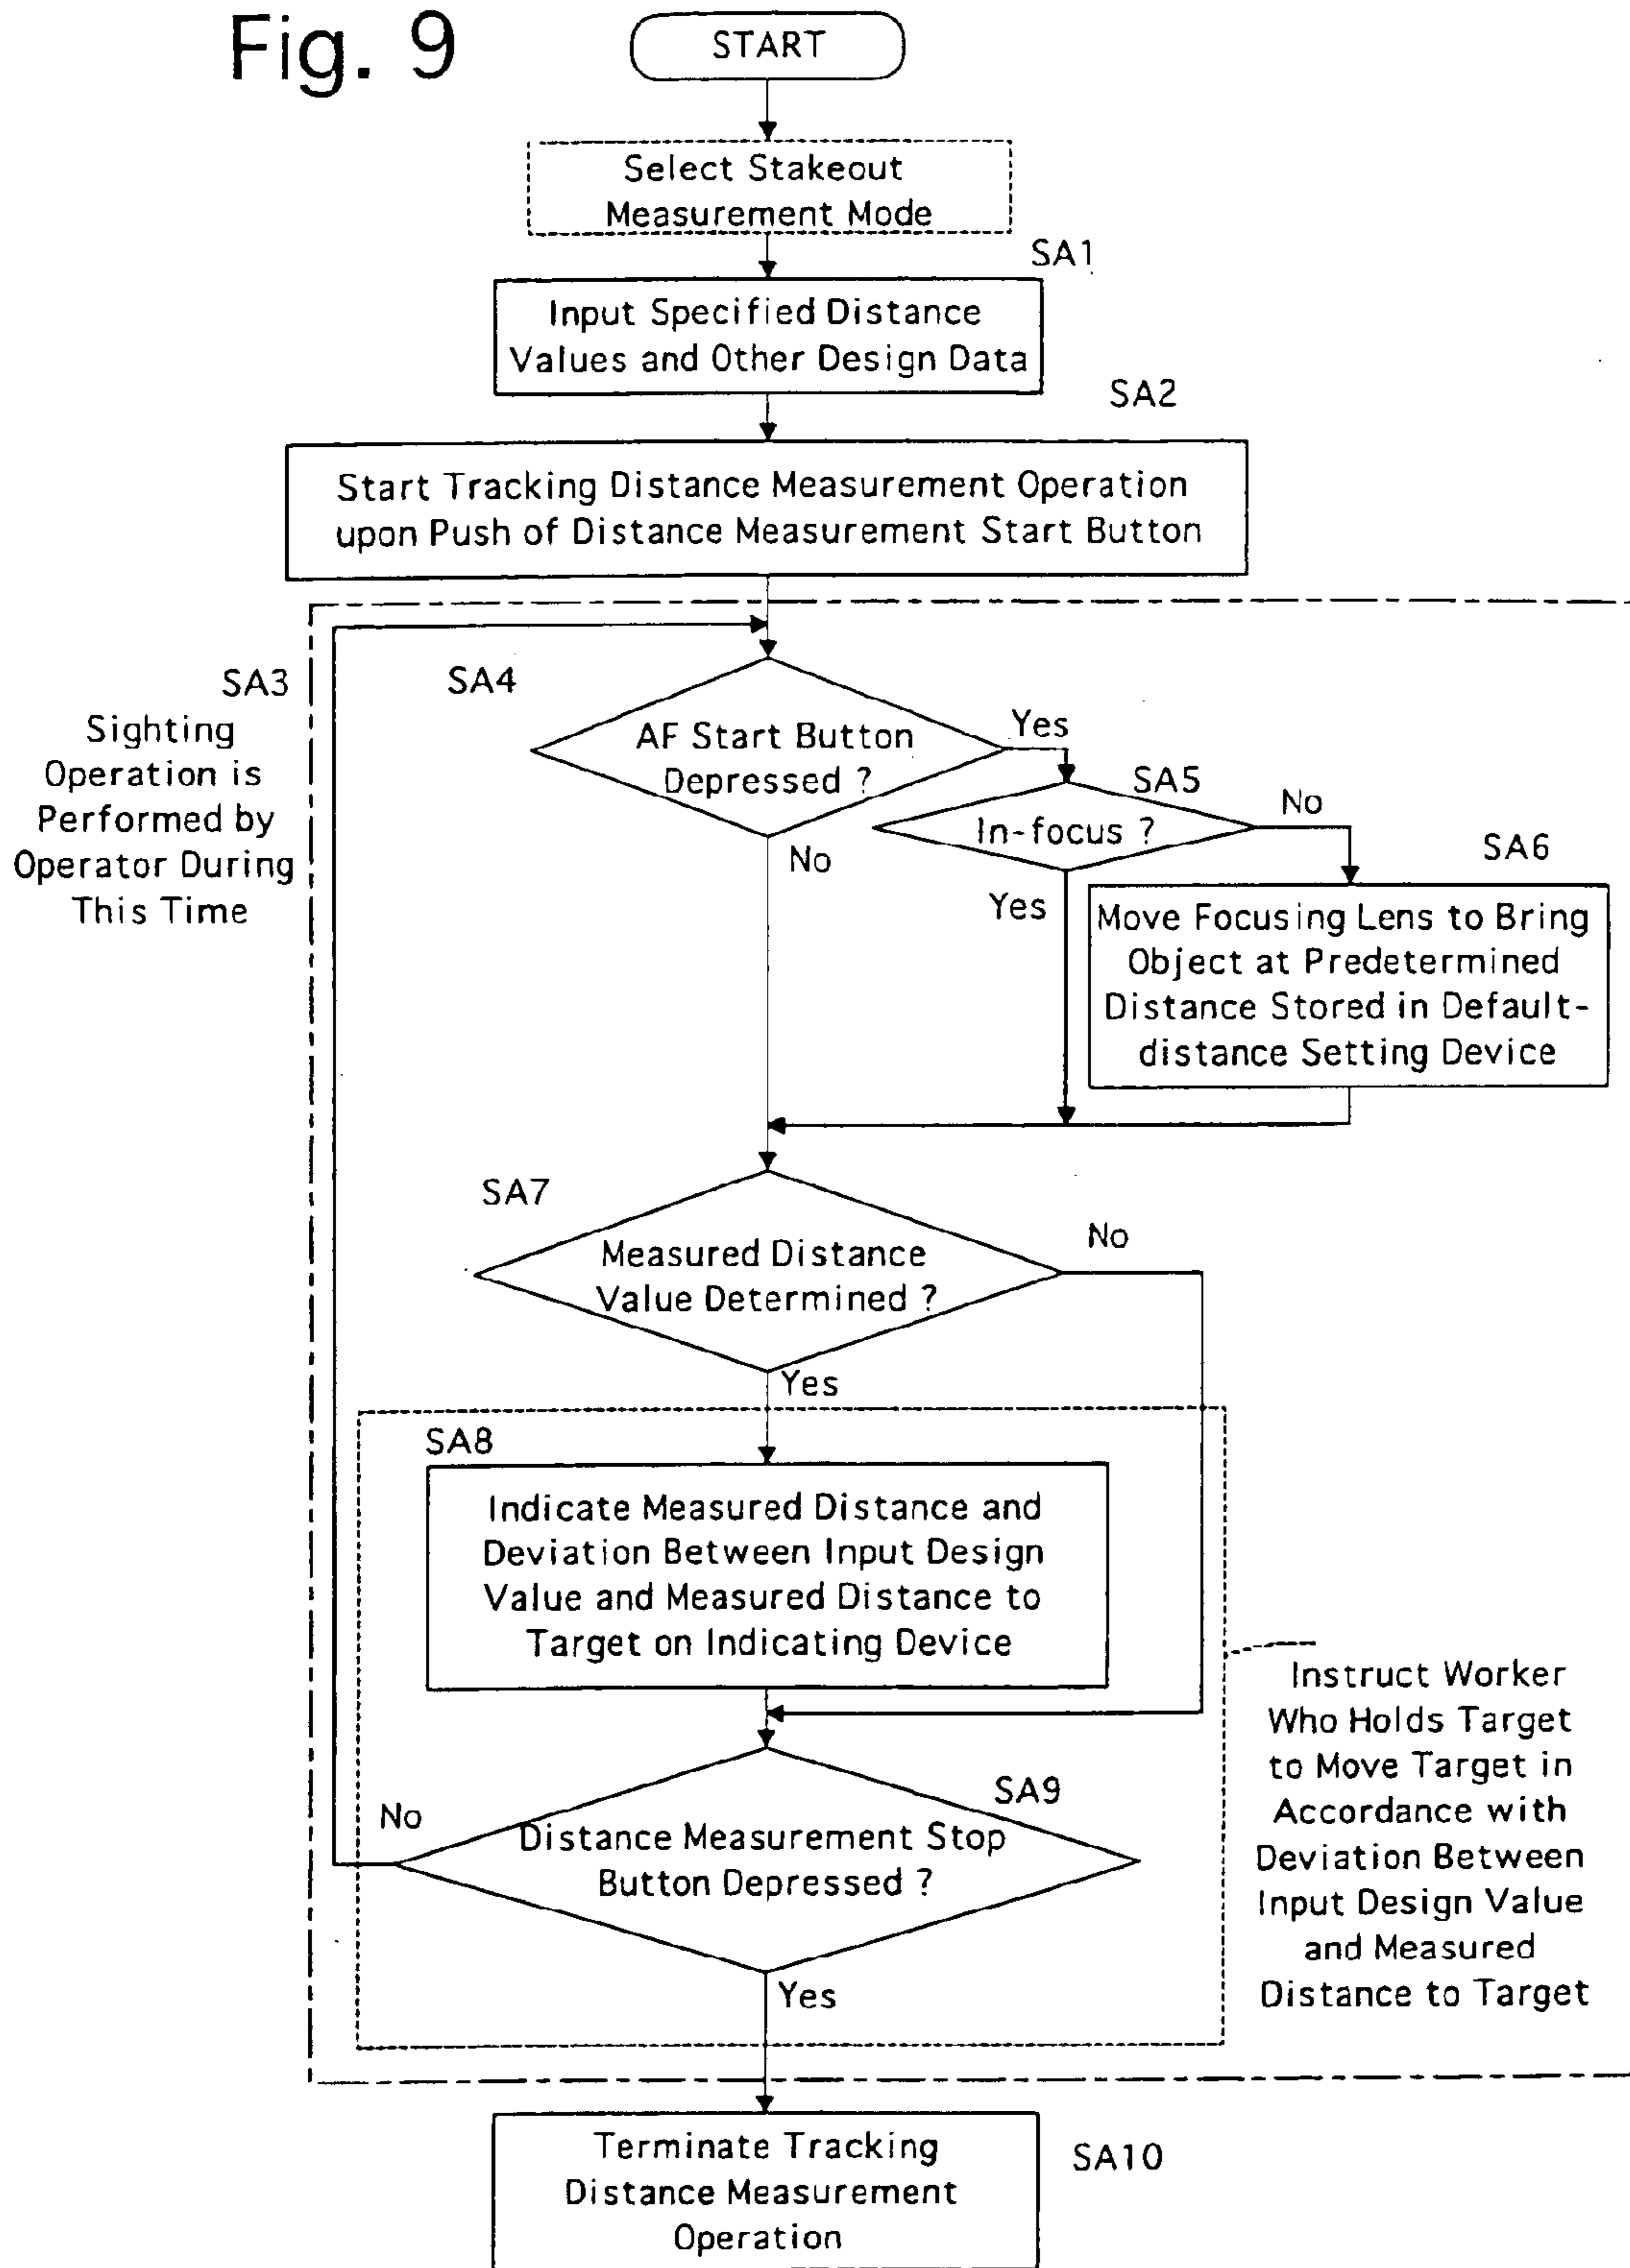 Fig. 9
START
Select Stakeout
Measurement Mode
SA1
Input Specified Distance
Values and Other Design Data
SA2
Start Tracking Distance Measurement Operation
upon Push of Distance Measurement Start Button
SA3
Sighting
Operation is
Performed by
Operator During
This Time
SA4
AF Start Button
Depressed ?
Yes
No
SA5
In-focus ?
No
Yes
SA6
Move Focusing Lens to Bring
Object at Predetermined
Distance Stored in Default-
distance Setting Device
SA7
Measured Distance
Value Determined ?
No
Yes
SA8
Indicate Measured Distance and
Deviation Between Input Design
Value and Measured Distance to
Target on Indicating Device
Instruct Worker
Who Holds Target
to Move Target in
Accordance with
Deviation Between
Input Design Value
and Measured
Distance to Target
SA9
No
Distance Measurement Stop
Button Depressed ?
Yes
Terminate Tracking
Distance Measurement
Operation
SA10